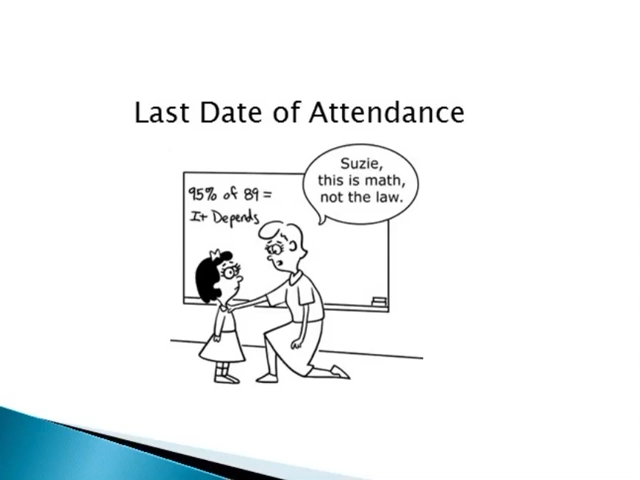 Last Date of Attendance
Suzie,
this is math,
not the law.
95% of 89 =
It Depends